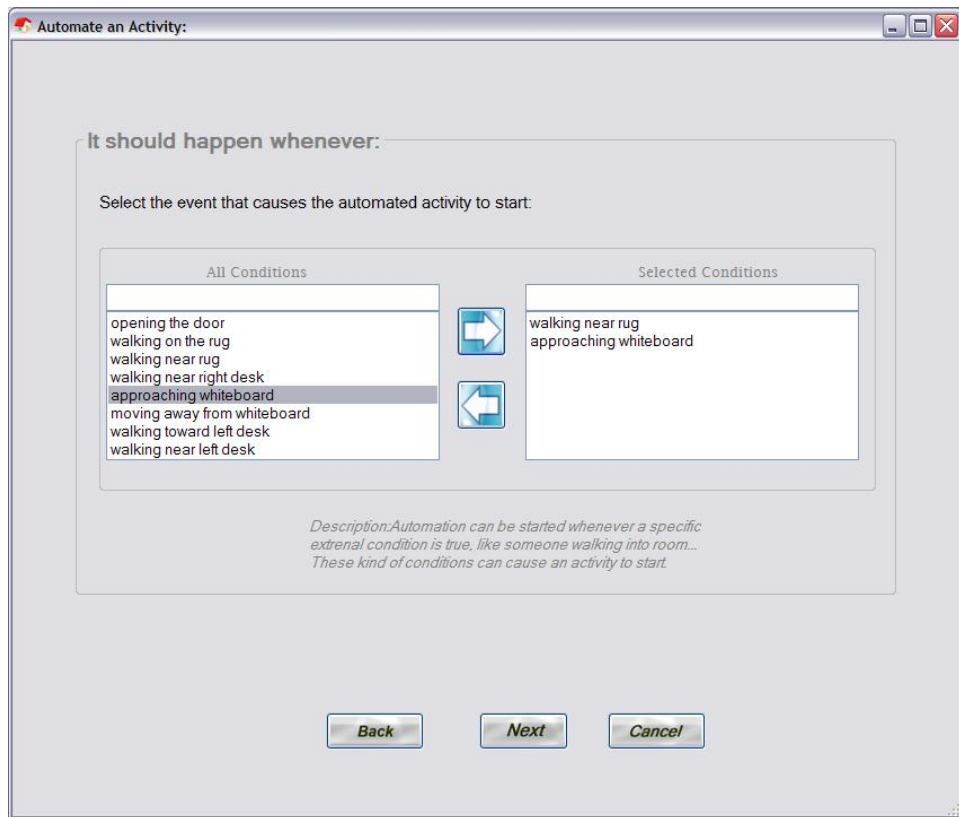 Automate an Activity:
It should happen whenever:
Select the event that causes the automated activity to start:
All Conditions
Selected Conditions
opening the door
walking on the rug
walking near rug
walking near right desk
approaching whiteboard
moving away from whiteboard
walking toward left desk
walking near left desk
walking near rug
approaching whiteboard
Description:Automation can be started whenever a specific
extrenal condition is true, like someone walking into room...
These kind of conditions can cause an activity to start.
Back
Next
Cancel